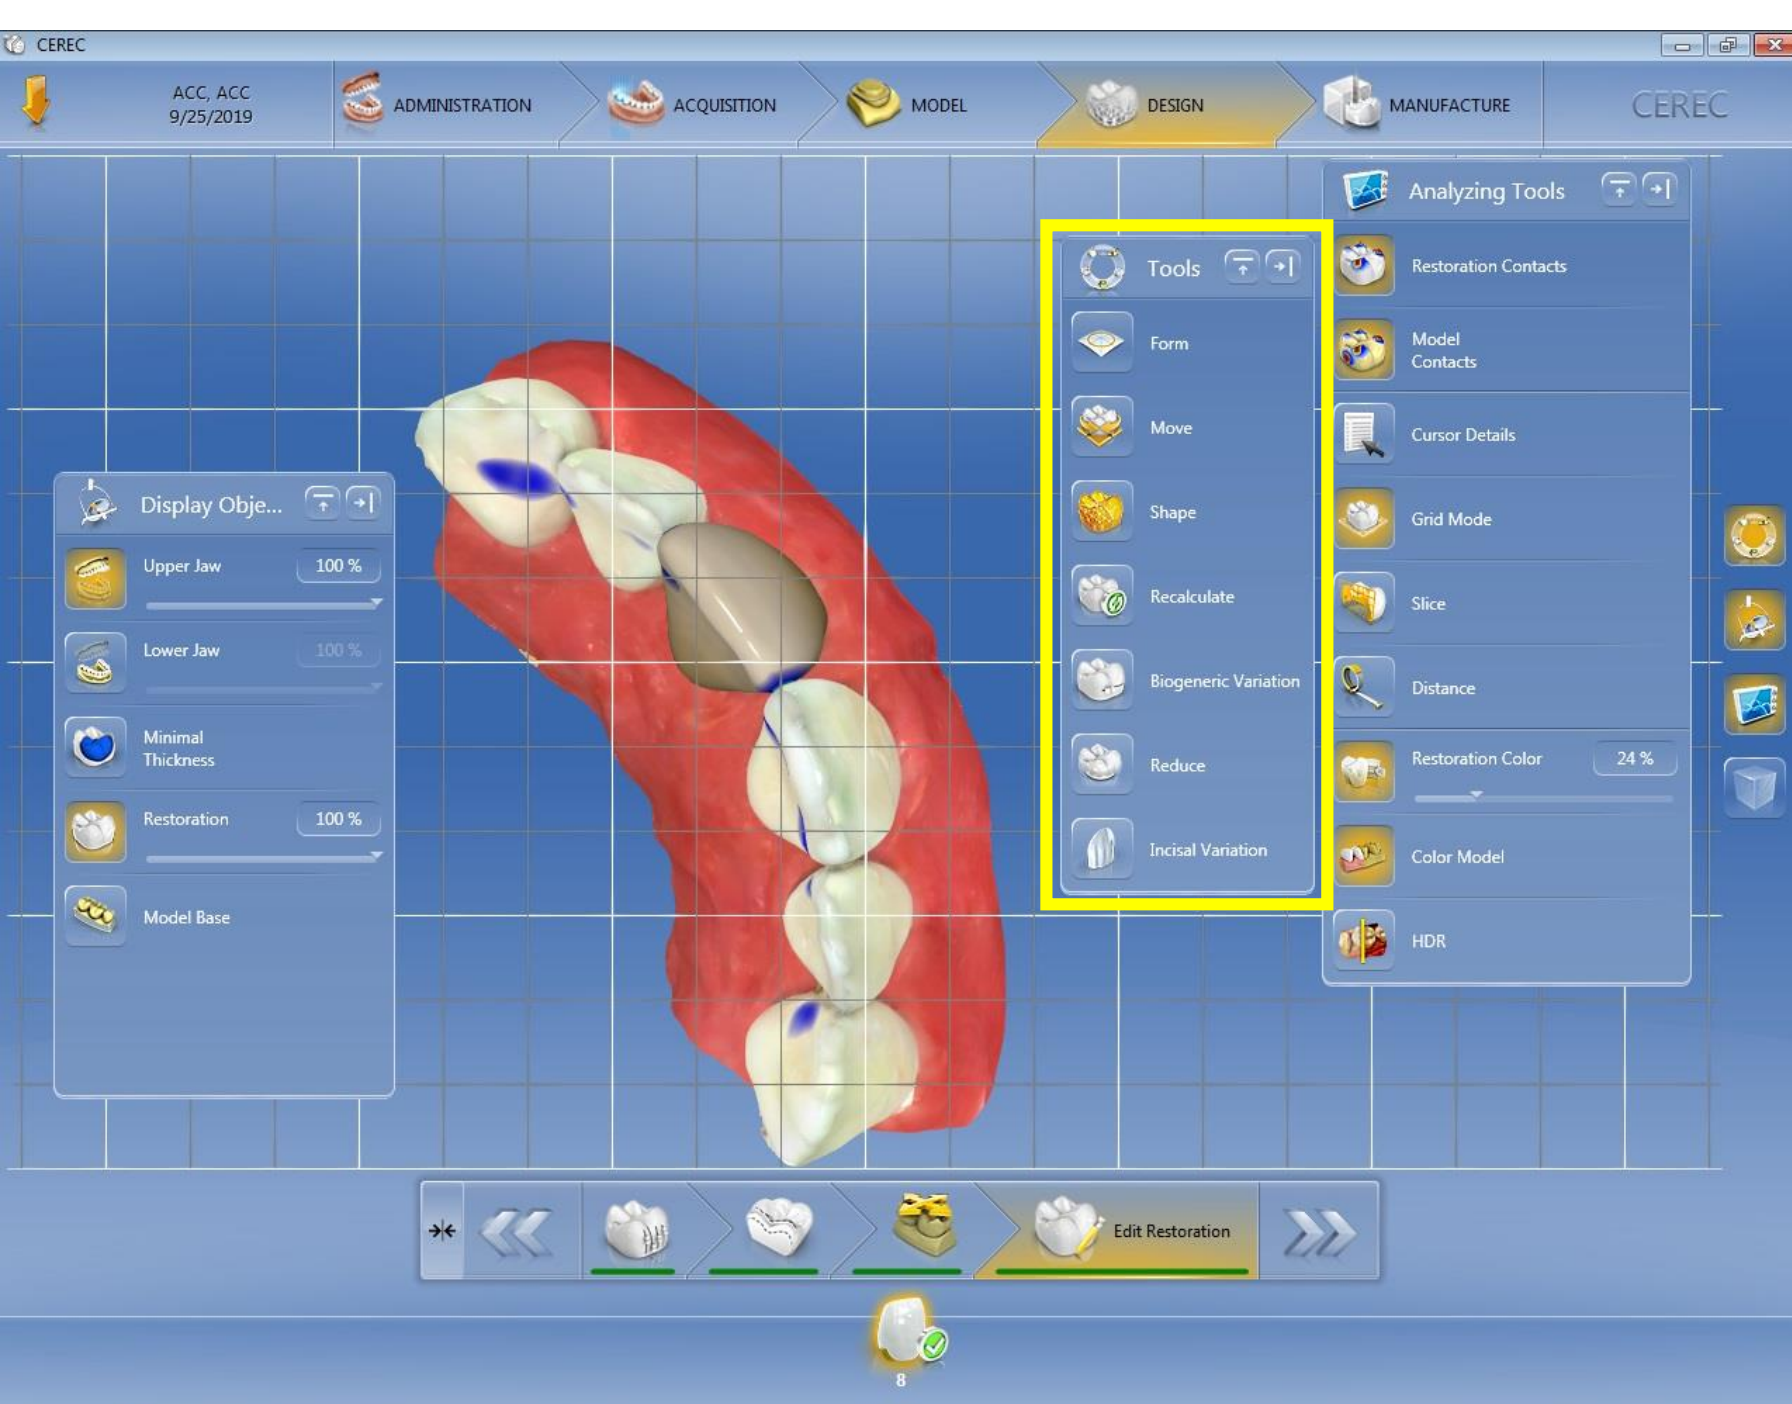 CEREC
ACC, ACC
9/25/2019
ADMINISTRATION
ACQUISITION
MODEL
DESIGN
MANUFACTURE
CEREC
Display Obje...
Upper Jaw 100 %
Lower Jaw 100 %
Minimal
Thickness
Restoration 100 %
Model Base
Tools
Form
Move
Shape
Recalculate
Biogeneric Variation
Reduce
Incisal Variation
Analyzing Tools
Restoration Contacts
Model
Contacts
Cursor Details
Grid Mode
Slice
Distance
Restoration Color 24 %
Color Model
HDR
Edit Restoration
8